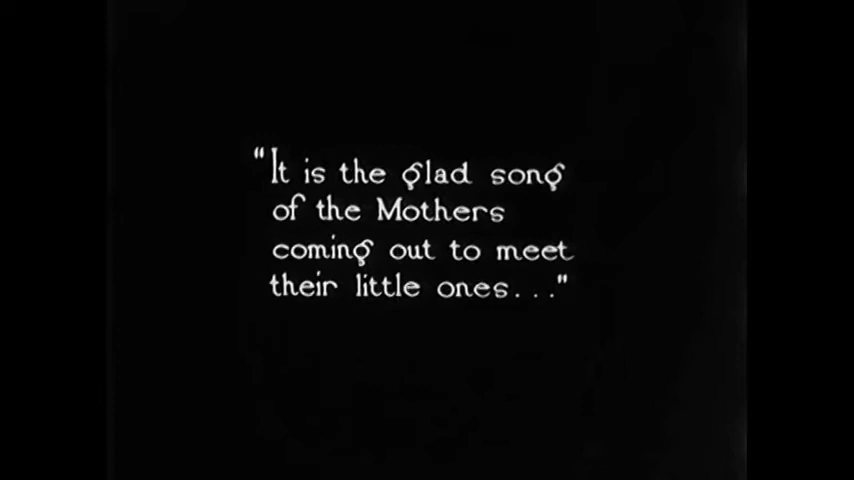 "It is the glad song
of the Mothers
coming out to meet
their little ones..."